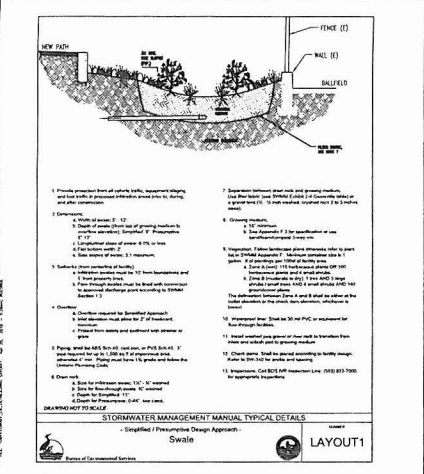 NEW PATH
FENCE (E)
WALL (E)
BALLFIELD
1 Provide protection from all vehicle traffic, equipment staging
and foot traffic in proposed infiltration areas prior to, during,
and after construction
2 Dimensions:
a Width of swale: 5' - 12'
b Depth of swale (from top of growing medium to
overflow elevation); Simplified: 9" Presumptive
c Longitudinal slope of swale: 6.0% or less
d Flat bottom width: 2'
e Side slopes of swale: 3:1 maximum.
3 Setbacks (from centerline of facility)
a Infiltration swales must be 10' from foundations and
5' from property lines.
b Flow-through swales must be lined with connection
to approved discharge point according to SWMM
Section 1.3
4 Overflow
a Overflow required for Simplified Approach
b Inlet elevation must allow for 2" of freeboard,
minimum
c Protect from debris and sediment with strainer or
grate
5 Piping: shall be ABS Sch.40, cast iron, or PVS Sch.40. 3"
pipe required for up to 1,500 sq ft of impervious area,
otherwise 4" min. Piping must have 1% grade and follow the
Uniform Plumbing Code.
6 Drain rock
a Size for infiltration swale: 1½" - ¾" washed
b Size for flow-through swale: ¾" washed
c Depth for Simplified: 12"
d Depth for Presumptive: 0-48" see calcs.
7 Separation between drain rock and growing medium:
Use filter fabric (see SWMM Exhibit 2-4 Geotextile table) or
a gravel lens (¾ - ¼ inch washed, crushed rock 2 to 3 inches
deep).
8 Growing medium:
a 18" minimum
b See Appendix F.3 for specification or use
sand/loam/compost 3-way mix
9 Vegetation: Follow landscape plans otherwise refer to plant
list in SWMM Appendix F. Minimum container size is 1
gallon. # of plantings per 100sf of facility area:
a Zone A (wet): 115 herbaceous plants OR 100
herbaceous plants and 4 small shrubs
b Zone B (moderate to dry): 1 tree AND 3 large
shrubs / small trees AND 4 small shrubs AND 140
groundcover plants
The delineation between Zone A and B shall be either at the
outlet elevation or the check dam elevation, whichever is
lowest
10 Waterproof liner: Shall be 30 mil PVC or equivalent for
flow-through facilities.
11 Install washed pea gravel or river rock to transition from
inlets and splash pad to growing medium
12 Check dams: Shall be placed according to facility design.
Refer to SW-340 for profile and spacing
13 Inspections: Call BDS IVR Inspection Line, (503) 823-7000
for appropriate inspections
DRAWING NOT TO SCALE
STORMWATER MANAGEMENT MANUAL TYPICAL DETAILS
- Simplified / Presumptive Design Approach -
Swale
NUMBER
LAYOUT1
Bureau of Environmental Services